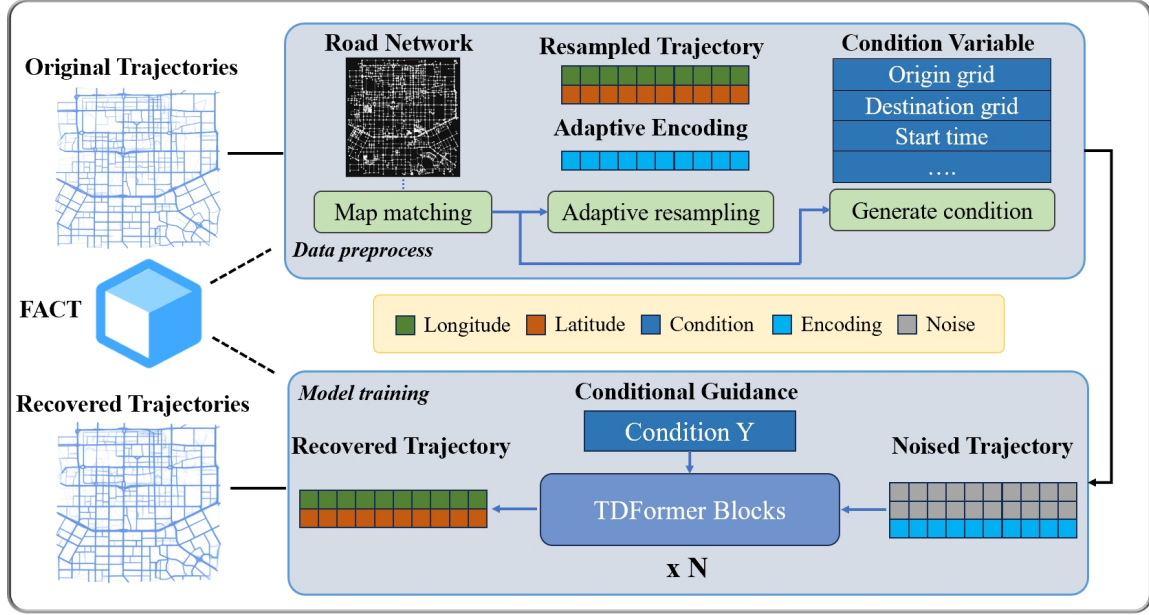 Original Trajectories
Road Network
Resampled Trajectory
Condition Variable
Origin grid
Destination grid
Start time
….
Adaptive Encoding
Map matching
Adaptive resampling
Generate condition
Data preprocess
FACT
Longitude
Latitude
Condition
Encoding
Noise
Model training
Conditional Guidance
Recovered Trajectories
Condition Y
Recovered Trajectory
Noised Trajectory
TDFormer Blocks
x N